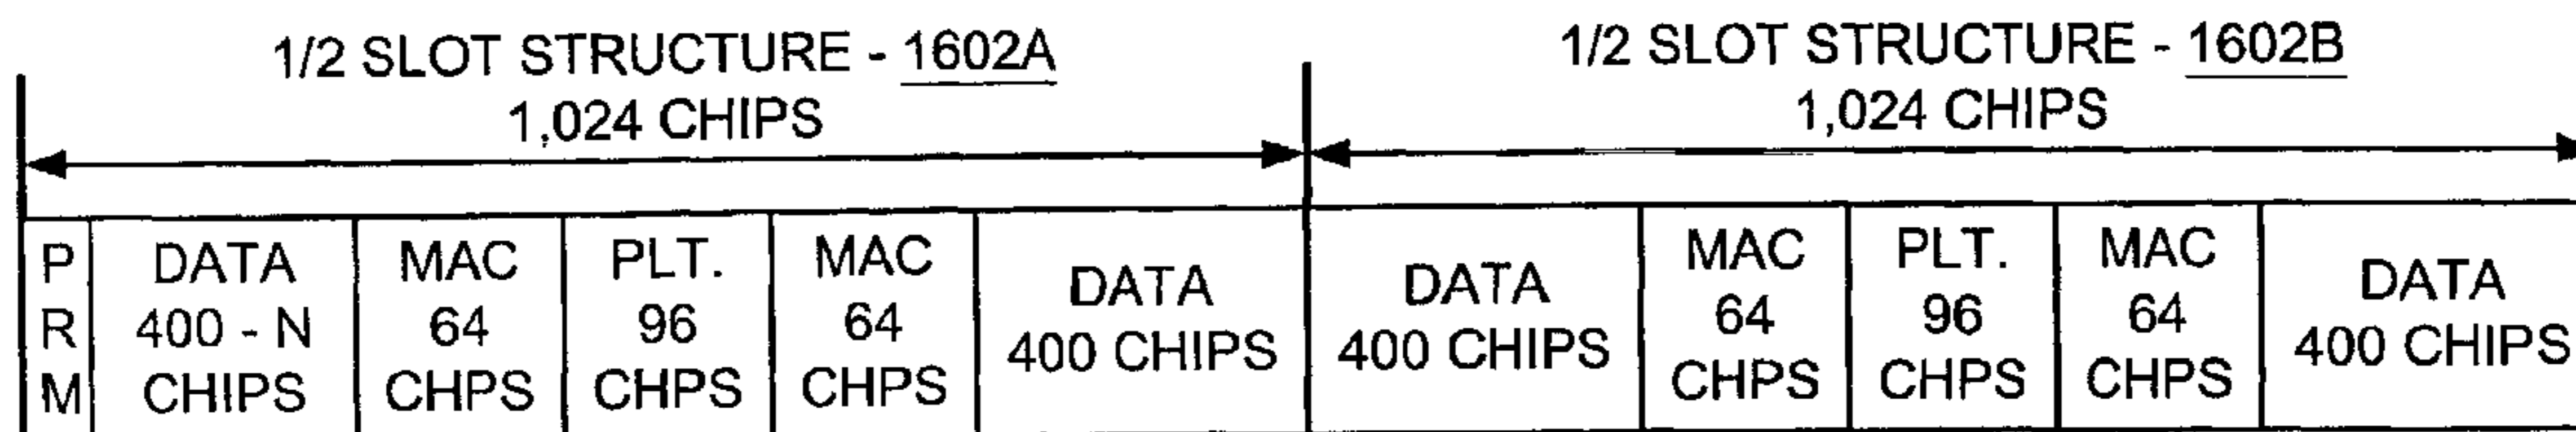 1/2 SLOT STRUCTURE - 1602A
1,024 CHIPS
1/2 SLOT STRUCTURE - 1602B
1,024 CHIPS
P
R
M
DATA
400 - N
CHIPS
MAC
64
CHPS
PLT.
96
CHPS
MAC
64
CHPS
DATA
400 CHIPS
DATA
400 CHIPS
MAC
64
CHPS
PLT.
96
CHPS
MAC
64
CHPS
DATA
400 CHIPS